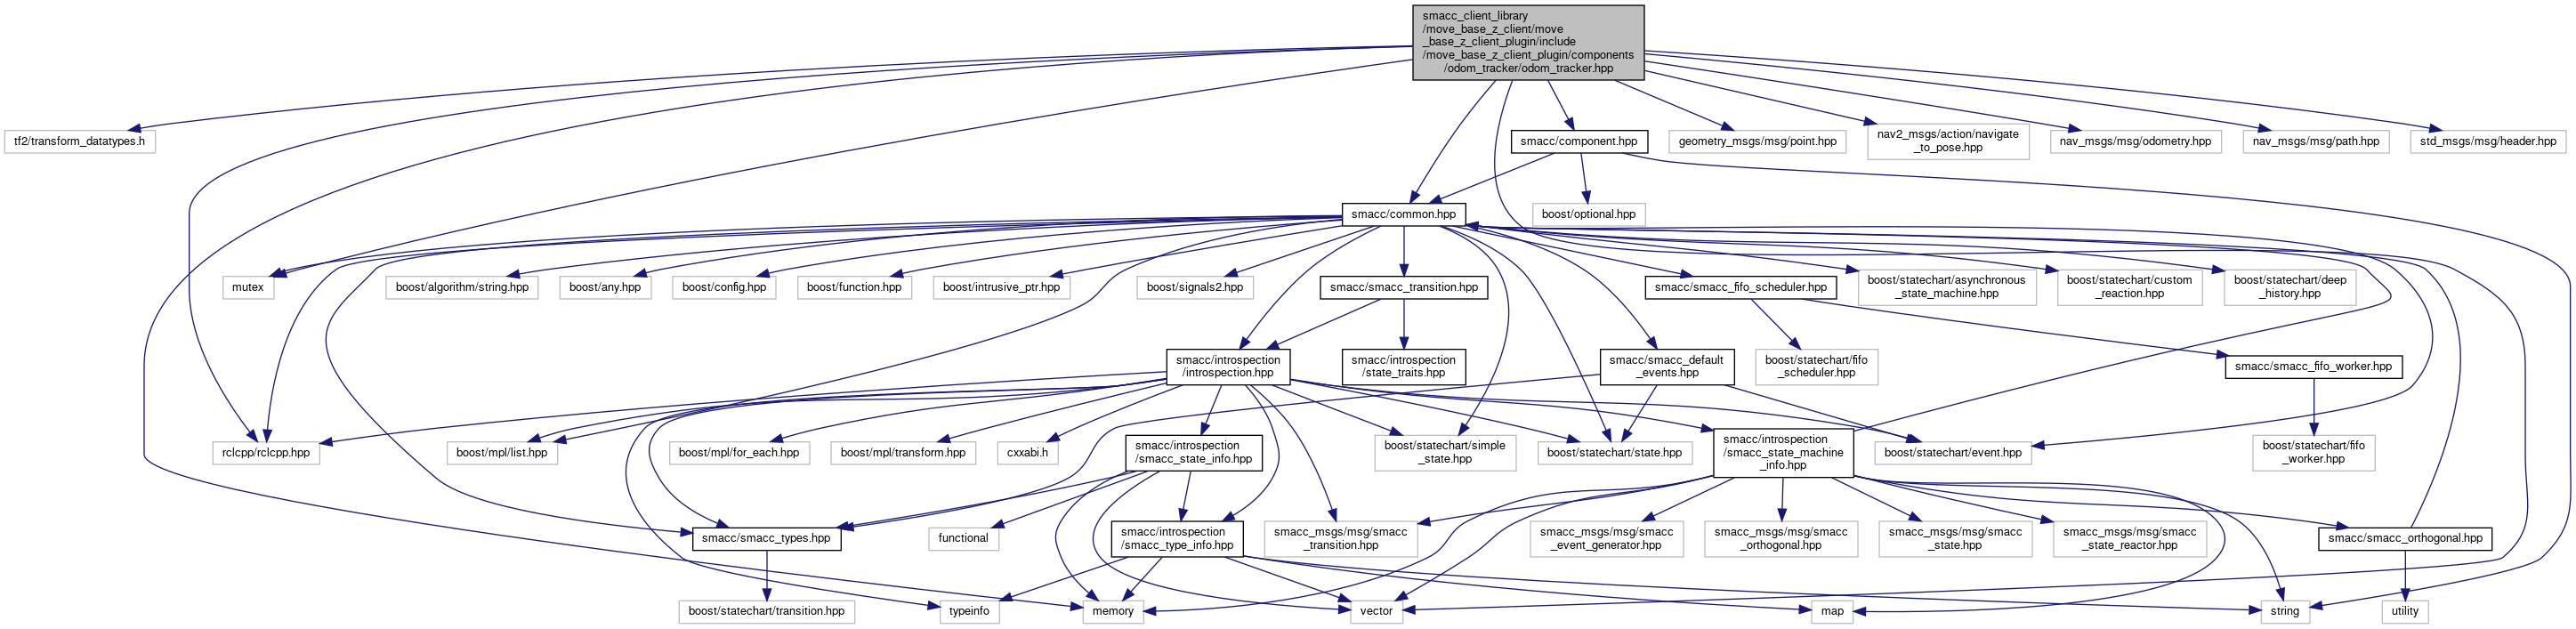 smacc_client_library
/move_base_z_client/move
_base_z_client_plugin/include
/move_base_z_client_plugin/components
/odom_tracker/odom_tracker.hpp
tf2/transform_datatypes.h
smacc/component.hpp
geometry_msgs/msg/point.hpp
nav2_msgs/action/navigate
_to_pose.hpp
nav_msgs/msg/odometry.hpp
nav_msgs/msg/path.hpp
std_msgs/msg/header.hpp
smacc/common.hpp
boost/optional.hpp
mutex
boost/algorithm/string.hpp
boost/any.hpp
boost/config.hpp
boost/function.hpp
boost/intrusive_ptr.hpp
boost/signals2.hpp
smacc/smacc_transition.hpp
smacc/smacc_fifo_scheduler.hpp
boost/statechart/asynchronous
_state_machine.hpp
boost/statechart/custom
_reaction.hpp
boost/statechart/deep
_history.hpp
smacc/introspection
/introspection.hpp
smacc/introspection
/state_traits.hpp
smacc/smacc_default
_events.hpp
boost/statechart/fifo
_scheduler.hpp
smacc/smacc_fifo_worker.hpp
rclcpp/rclcpp.hpp
boost/mpl/list.hpp
boost/mpl/for_each.hpp
boost/mpl/transform.hpp
cxxabi.h
smacc/introspection
/smacc_state_info.hpp
boost/statechart/simple
_state.hpp
boost/statechart/state.hpp
smacc/introspection
/smacc_state_machine
_info.hpp
boost/statechart/event.hpp
boost/statechart/fifo
_worker.hpp
smacc/smacc_types.hpp
functional
smacc/introspection
/smacc_type_info.hpp
smacc_msgs/msg/smacc
_transition.hpp
smacc_msgs/msg/smacc
_event_generator.hpp
smacc_msgs/msg/smacc
_orthogonal.hpp
smacc_msgs/msg/smacc
_state.hpp
smacc_msgs/msg/smacc
_state_reactor.hpp
smacc/smacc_orthogonal.hpp
boost/statechart/transition.hpp
typeinfo
memory
vector
map
string
utility